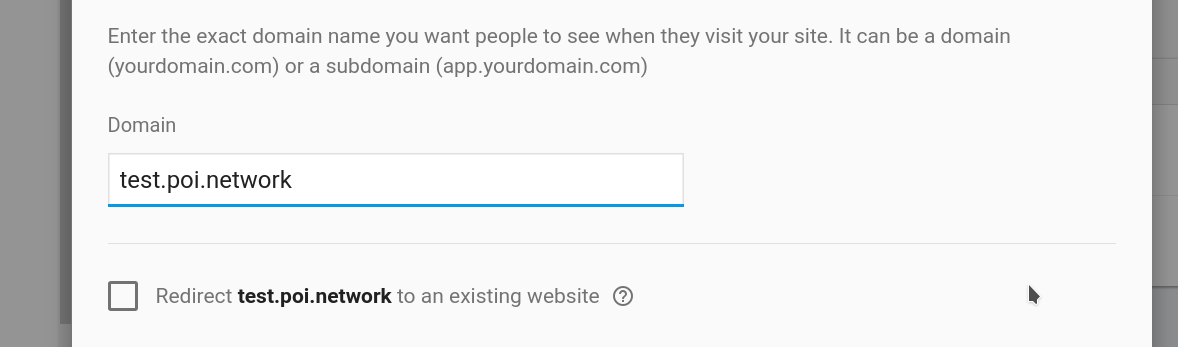 Enter the exact domain name you want people to see when they visit your site. It can be a domain
(yourdomain.com) or a subdomain (app.yourdomain.com)
Domain
test.poi.network
Redirect test.poi.network to an existing website ?